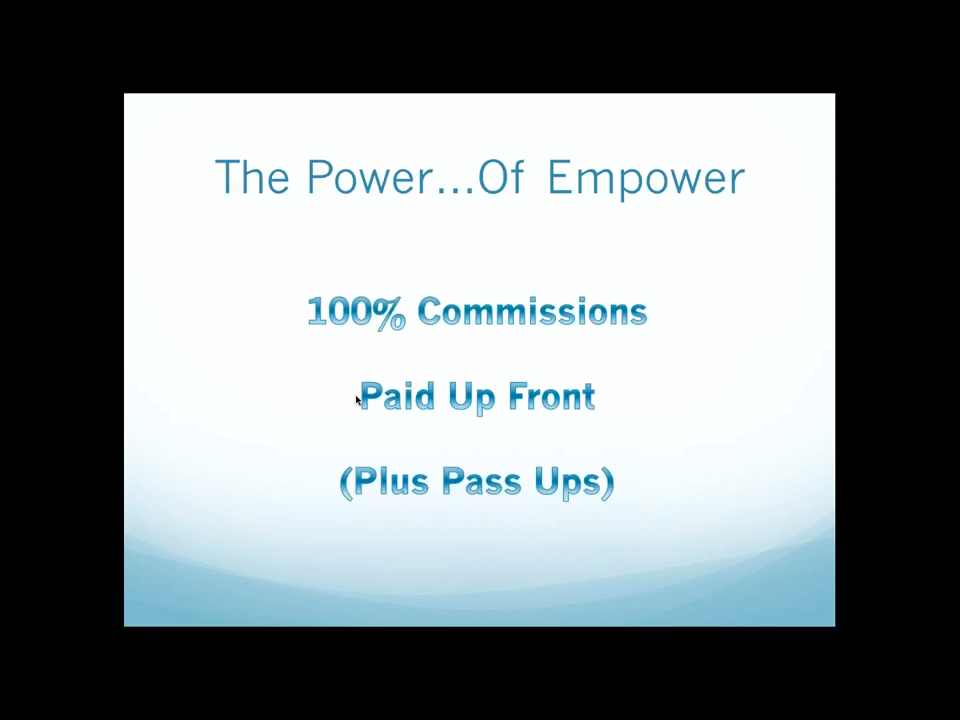 The Power...Of Empower
100% Commissions
Paid Up Front
(Plus Pass Ups)